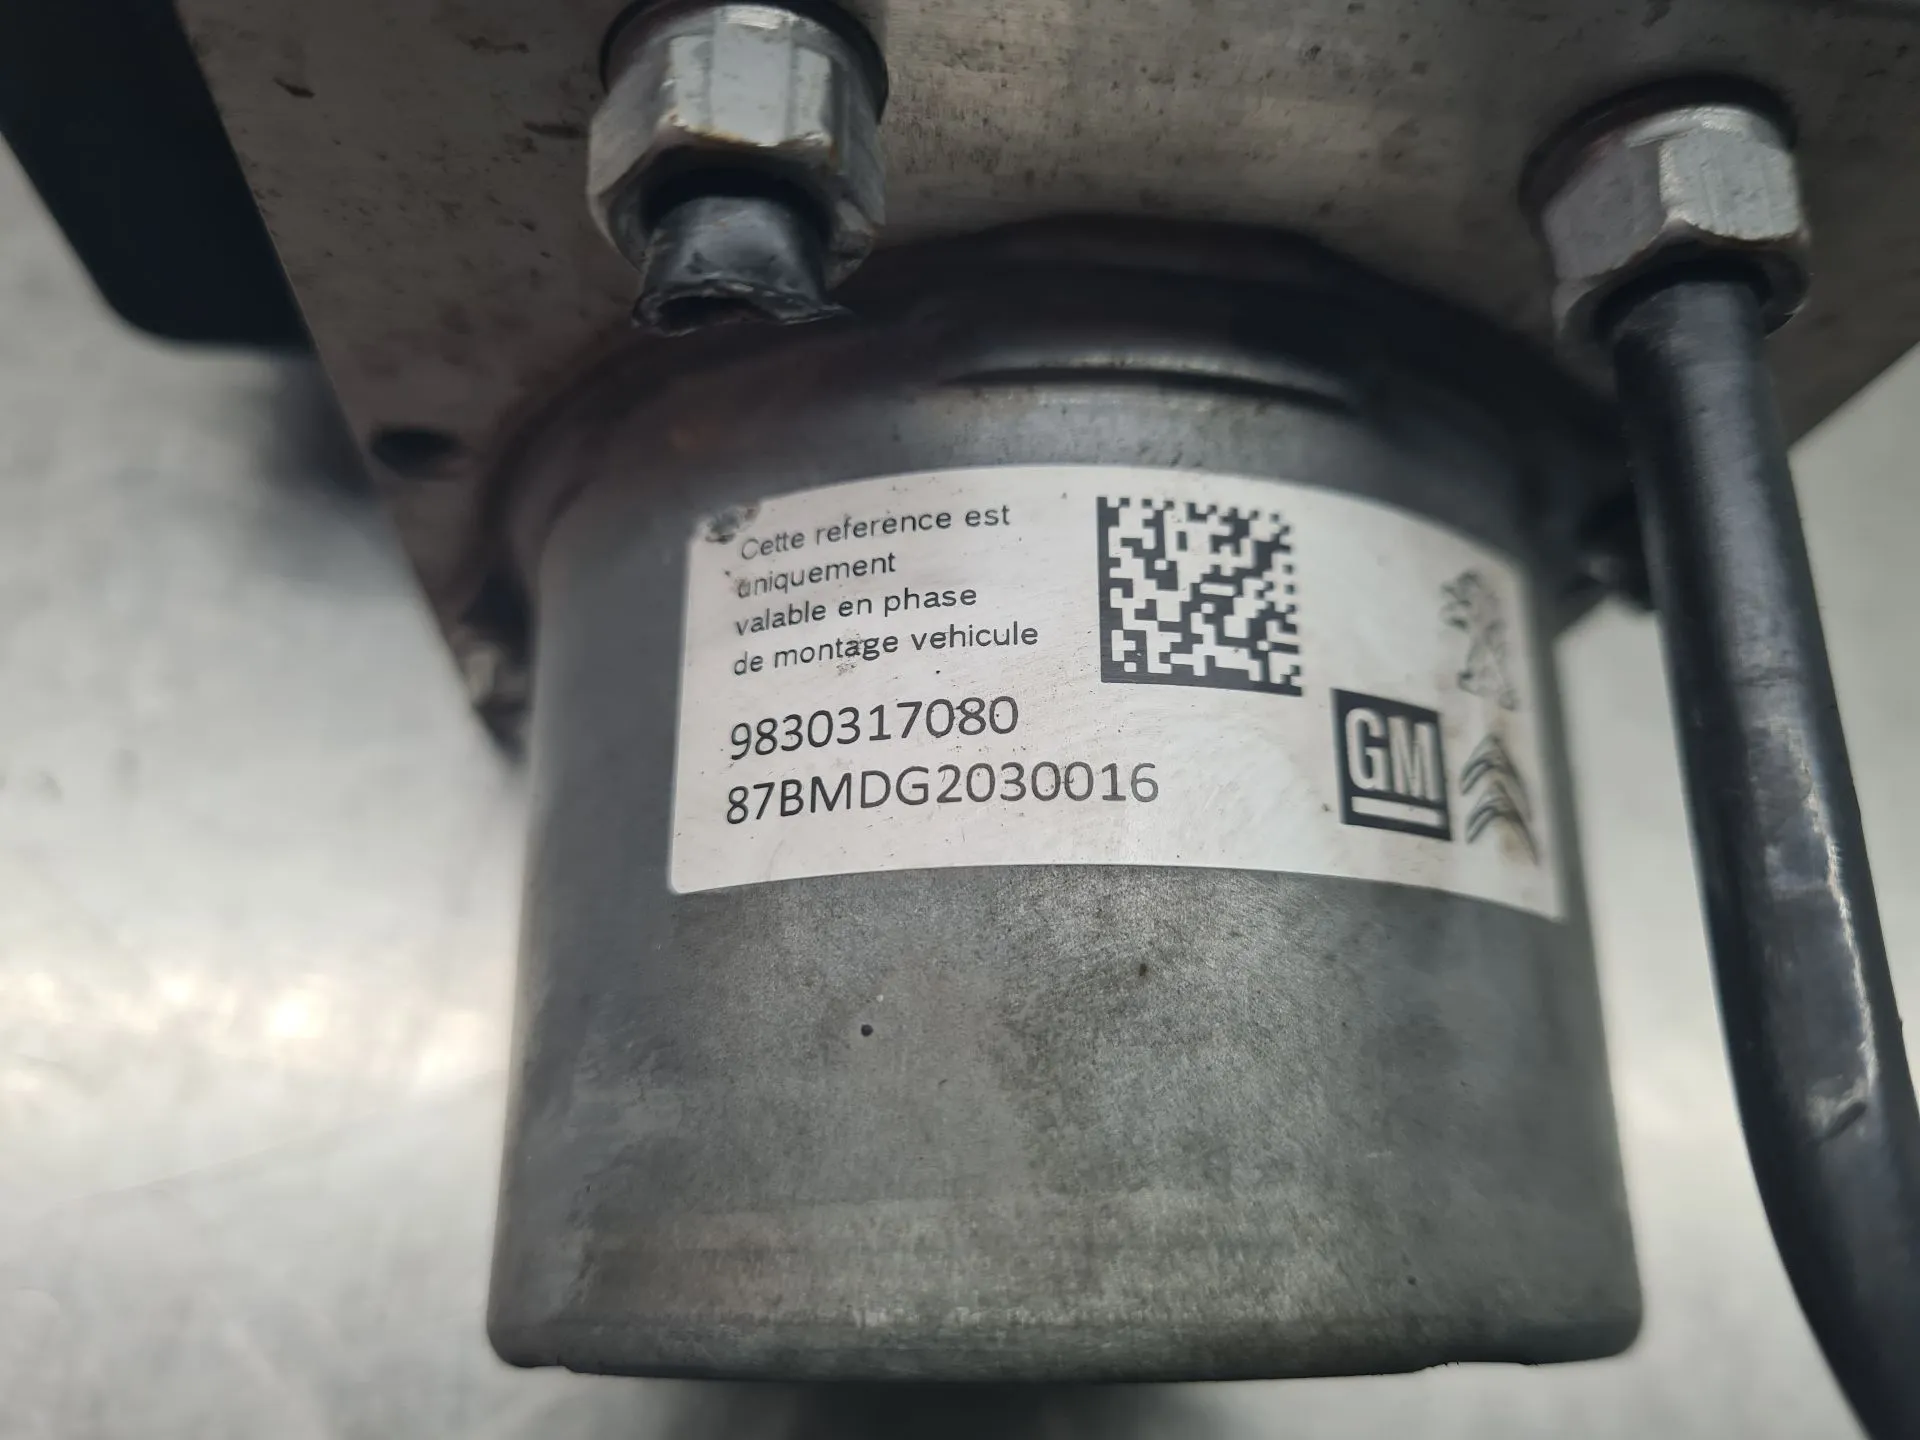 Cette reference est
uniquement
valable en phase
de montage vehicule
9830317080
87BMDG2030016
GM